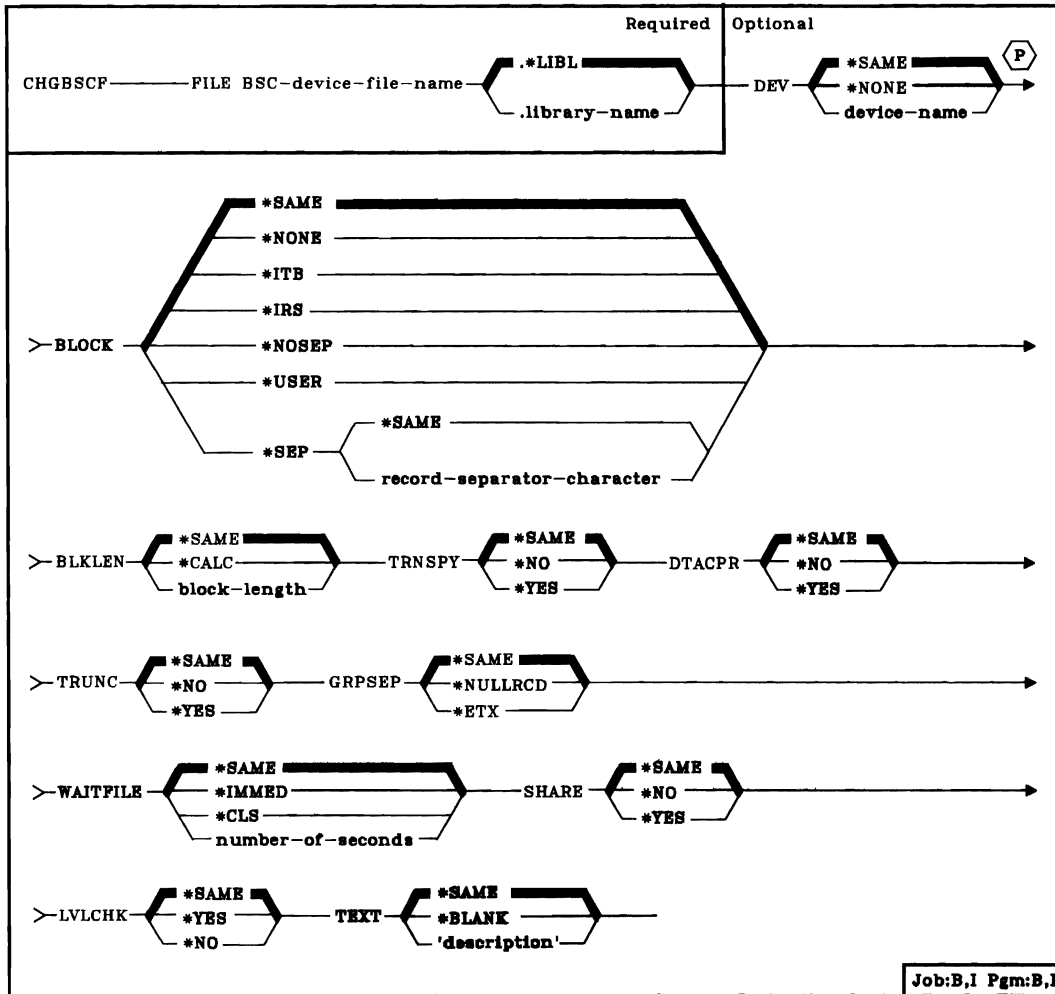 Required Optional
.*LIBL *SAME P
CHGBSCF FILE BSC-device-file-name DEV *NONE
.library-name device-name
*SAME
*NONE
*ITB
*IRS
BLOCK *NOSEP
*USER
*SAME
*SEP
record-separator-character
*SAME *SAME *SAME
BLKLEN *CALC TRNSPY *NO DTACPR *NO
block-length *YES *YES
*SAME *SAME
TRUNC *NO GRPSEP *NULLRCD
*YES *ETX
*SAME *SAME
WAITFILE *IMMED SHARE *NO
*CLS *YES
number-of-seconds
*SAME *SAME
LVLCHK *YES TEXT *BLANK
*NO 'description'
Job:B,I Pgm:B,I